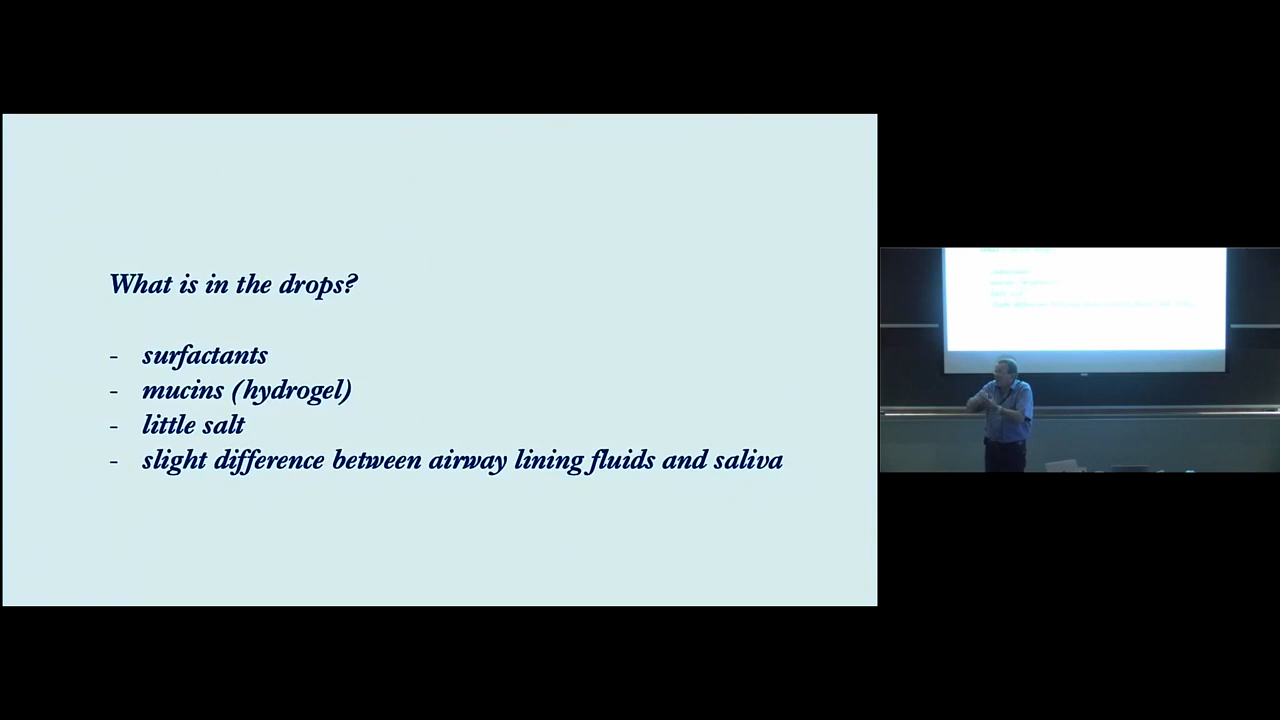 What is in the drops?
- surfactants
- mucins (hydrogel)
- little salt
- slight difference between airway lining fluids and saliva